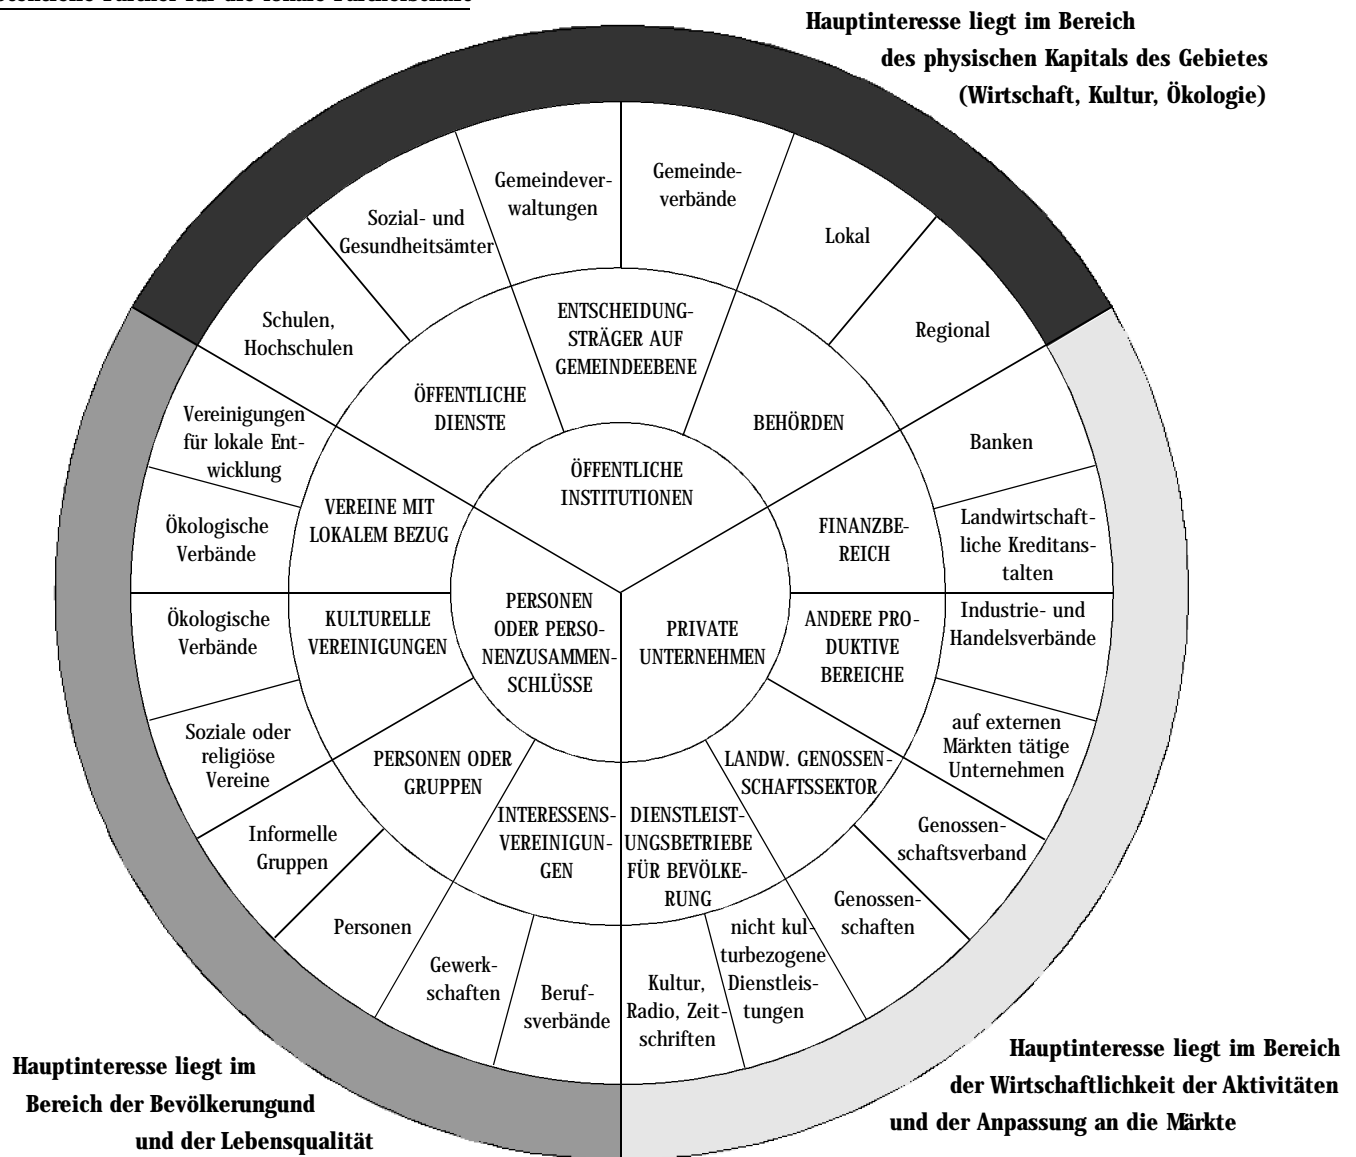 Hauptinteresse liegt im Bereich
des physischen Kapitals des Gebietes
(Wirtschaft, Kultur, Ökologie)
Gemeindever-
waltungen
Gemeinde-
verbände
Sozial- und
Gesundheitsämter
Lokal
Schulen,
Hochschulen
Regional
ENTSCHEIDUNG-
STRÄGER AUF
GEMEINDEEBENE
ÖFFENTLICHE
DIENSTE
BEHÖRDEN
ÖFFENTLICHE
INSTITUTIONEN
Vereinigungen
für lokale Ent-
wicklung
Ökologische
Verbände
VEREINE MIT
LOKALEM BEZUG
FINANZBE-
REICH
Banken
Landwirtschaft-
liche Kreditans-
talten
Ökologische
Verbände
KULTURELLE
VEREINIGUNGEN
PERSONEN
ODER PERSO-
NENZUSAMMEN-
SCHLÜSSE
PRIVATE
UNTERNEHMEN
ANDERE PRO-
DUKTIVE
BEREICHE
Industrie- und
Handelsverbände
Soziale oder
religiöse
Vereine
auf externen
Märkten tätige
Unternehmen
PERSONEN ODER
GRUPPEN
LANDW. GENOSSEN-
SCHAFTSSEKTOR
INTERESSENS-
VEREINIGUN-
GEN
DIENSTLEIST-
UNGSBETRIEBE
FÜR BEVÖLKE-
RUNG
Informelle
Gruppen
Genossen-
schaftsverband
Personen
Genossen-
schaften
Gewerk-
schaften
Beruf-
sverbände
Kultur,
Radio, Zeit-
schriften
nicht kul-
turbezogene
Dienstleis-
tungen
Hauptinteresse liegt im
Bereich der Bevölkerungund
und der Lebensqualität
Hauptinteresse liegt im Bereich
der Wirtschaftlichkeit der Aktivitäten
und der Anpassung an die Märkte